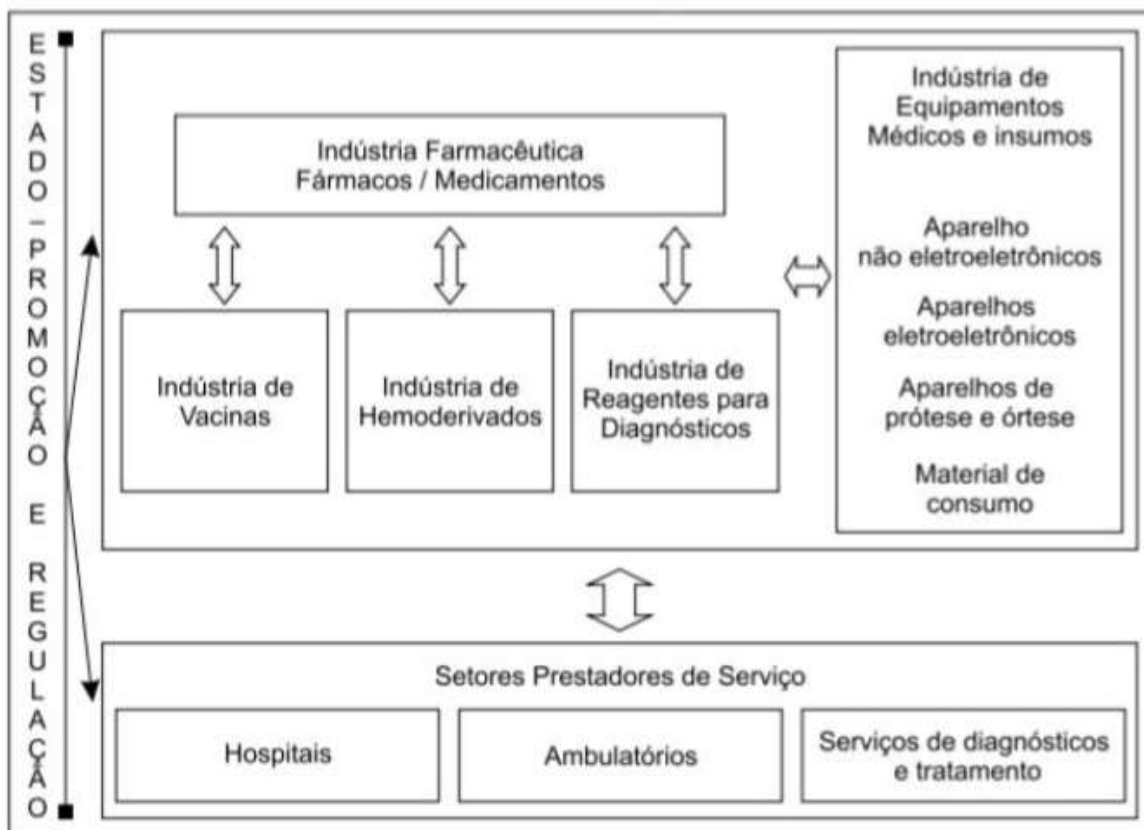 ESTADO – PROMOÇÃO E REGULAÇÃO
Indústria Farmacêutica
Fármacos / Medicamentos
Indústria de
Vacinas
Indústria de
Hemoderivados
Indústria de
Reagentes para
Diagnósticos
Indústria de
Equipamentos
Médicos e insumos
Aparelho
não eletroeletrônicos
Aparelhos
eletroeletrônicos
Aparelhos de
prótese e órtese
Material de
consumo
Setores Prestadores de Serviço
Hospitais
Ambulatórios
Serviços de diagnósticos
e tratamento